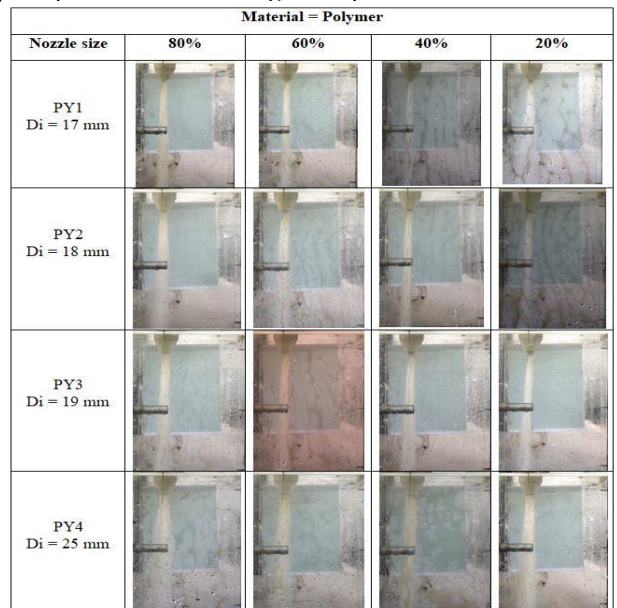 Material = Polymer
Nozzle size 80% 60% 40% 20%
PY1
Di = 17 mm
PY2
Di = 18 mm
PY3
Di = 19 mm
PY4
Di = 25 mm